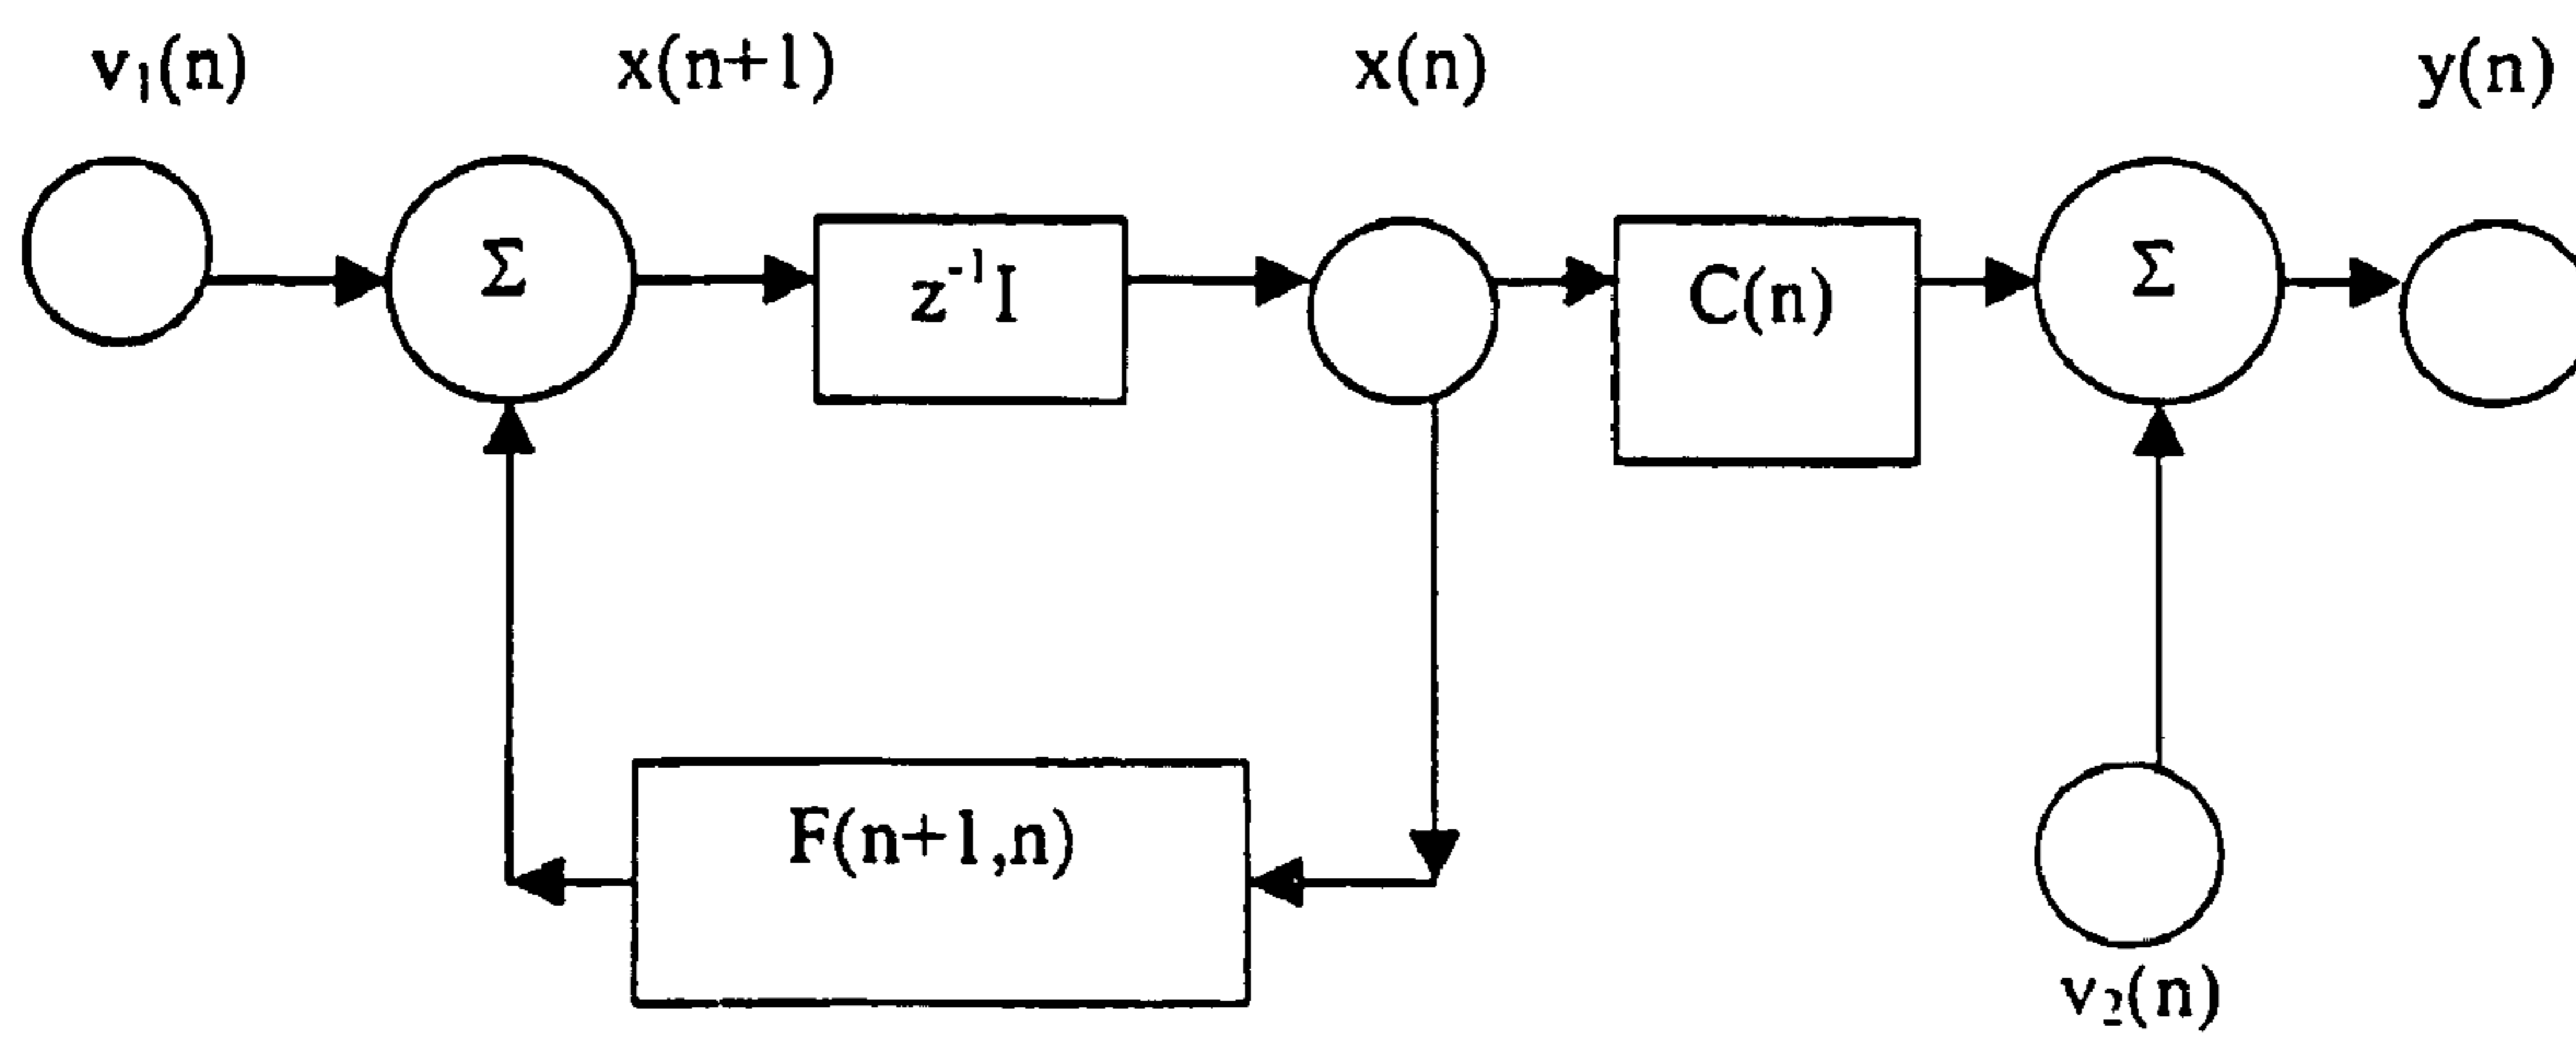 v₁(n) x(n+1) x(n) y(n)
Σ z⁻¹I C(n) Σ
F(n+1,n)
v₂(n)